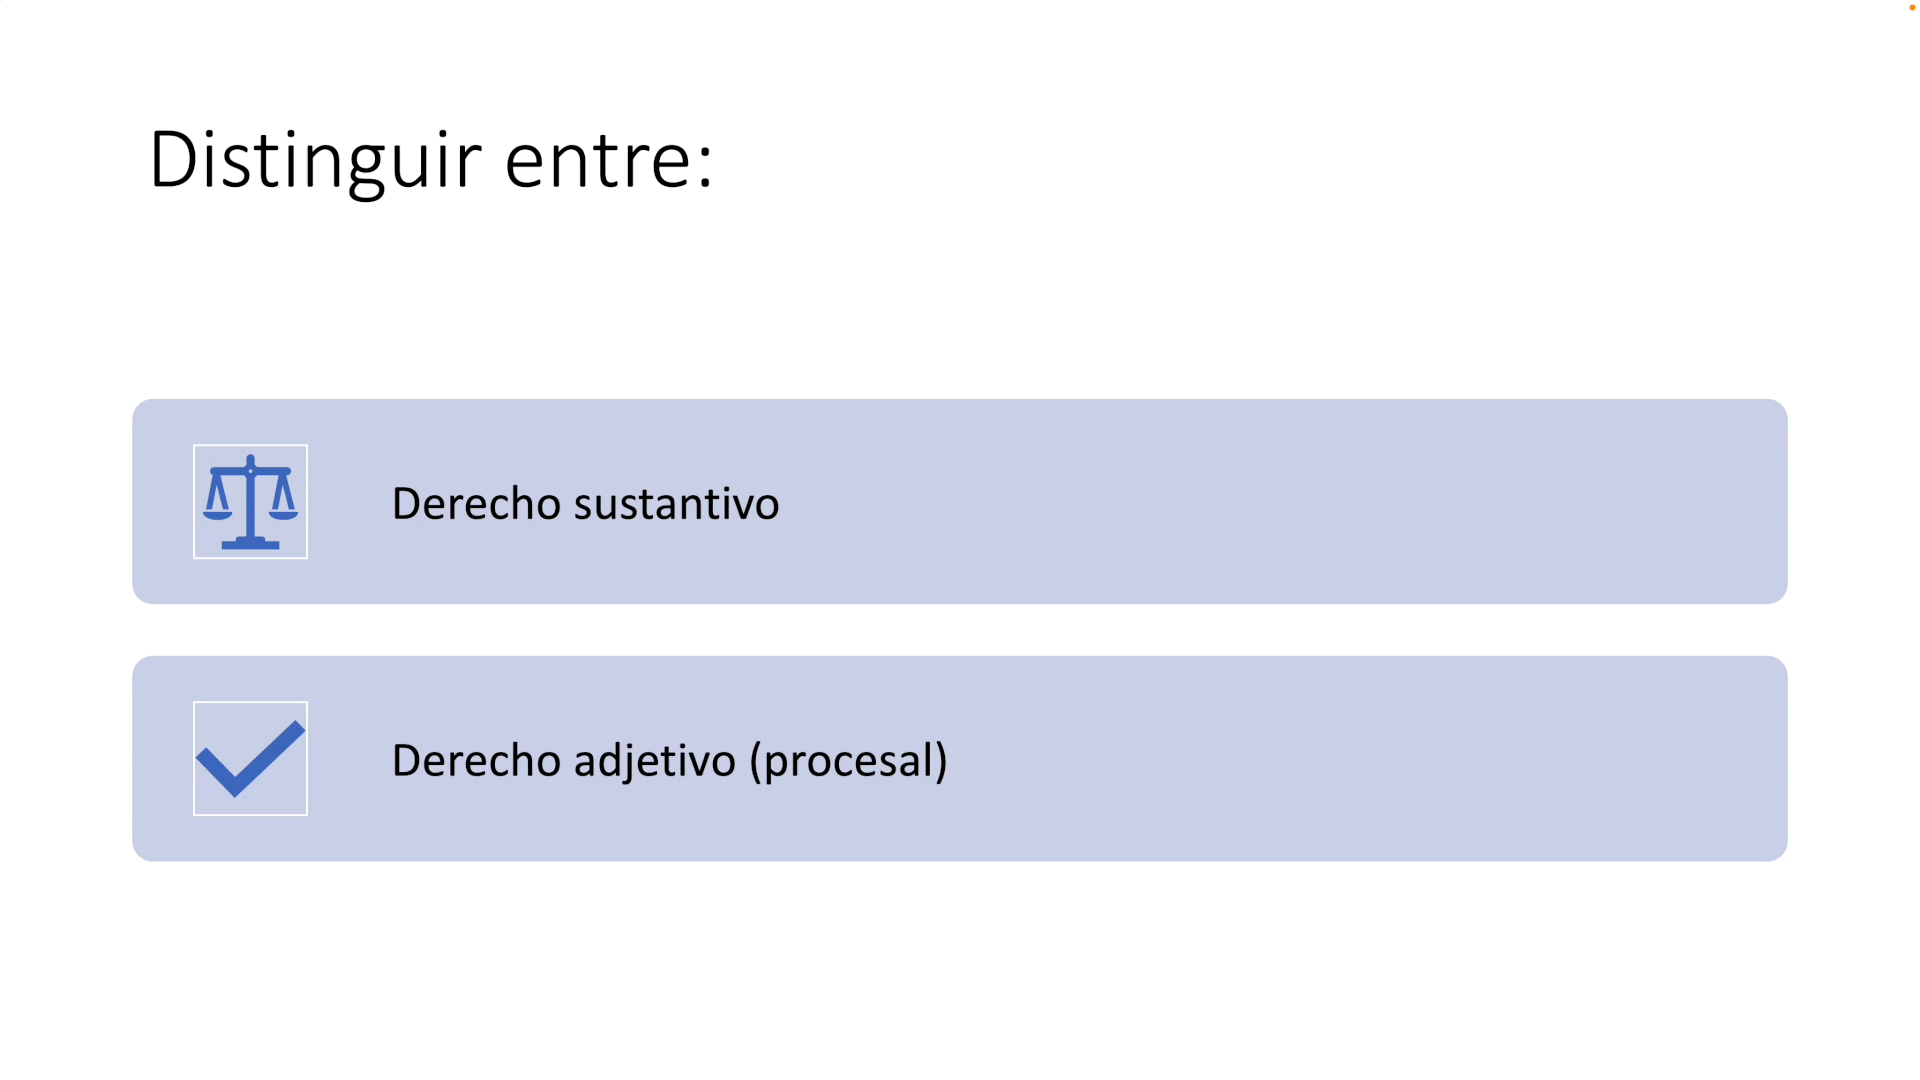 Distinguir entre:
Derecho sustantivo
Derecho adjetivo (procesal)